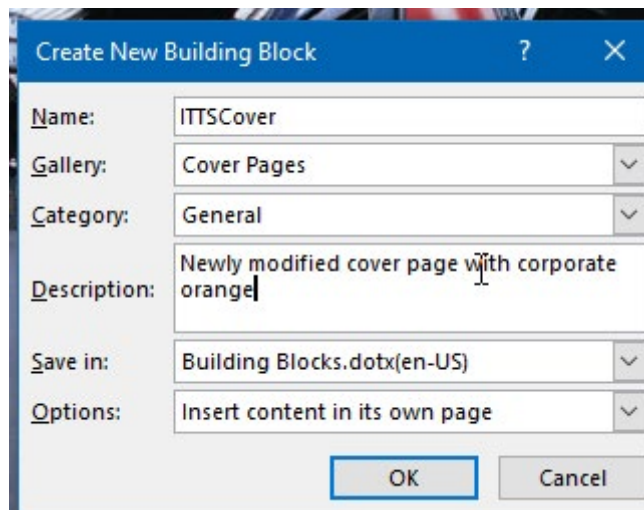 Create New Building Block ?
Name: ITTSCover
Gallery: Cover Pages
Category: General
Newly modified cover page with corporate
Description: orange
Save in: Building Blocks.dotx(en-US)
Options: Insert content in its own page
OK Cancel